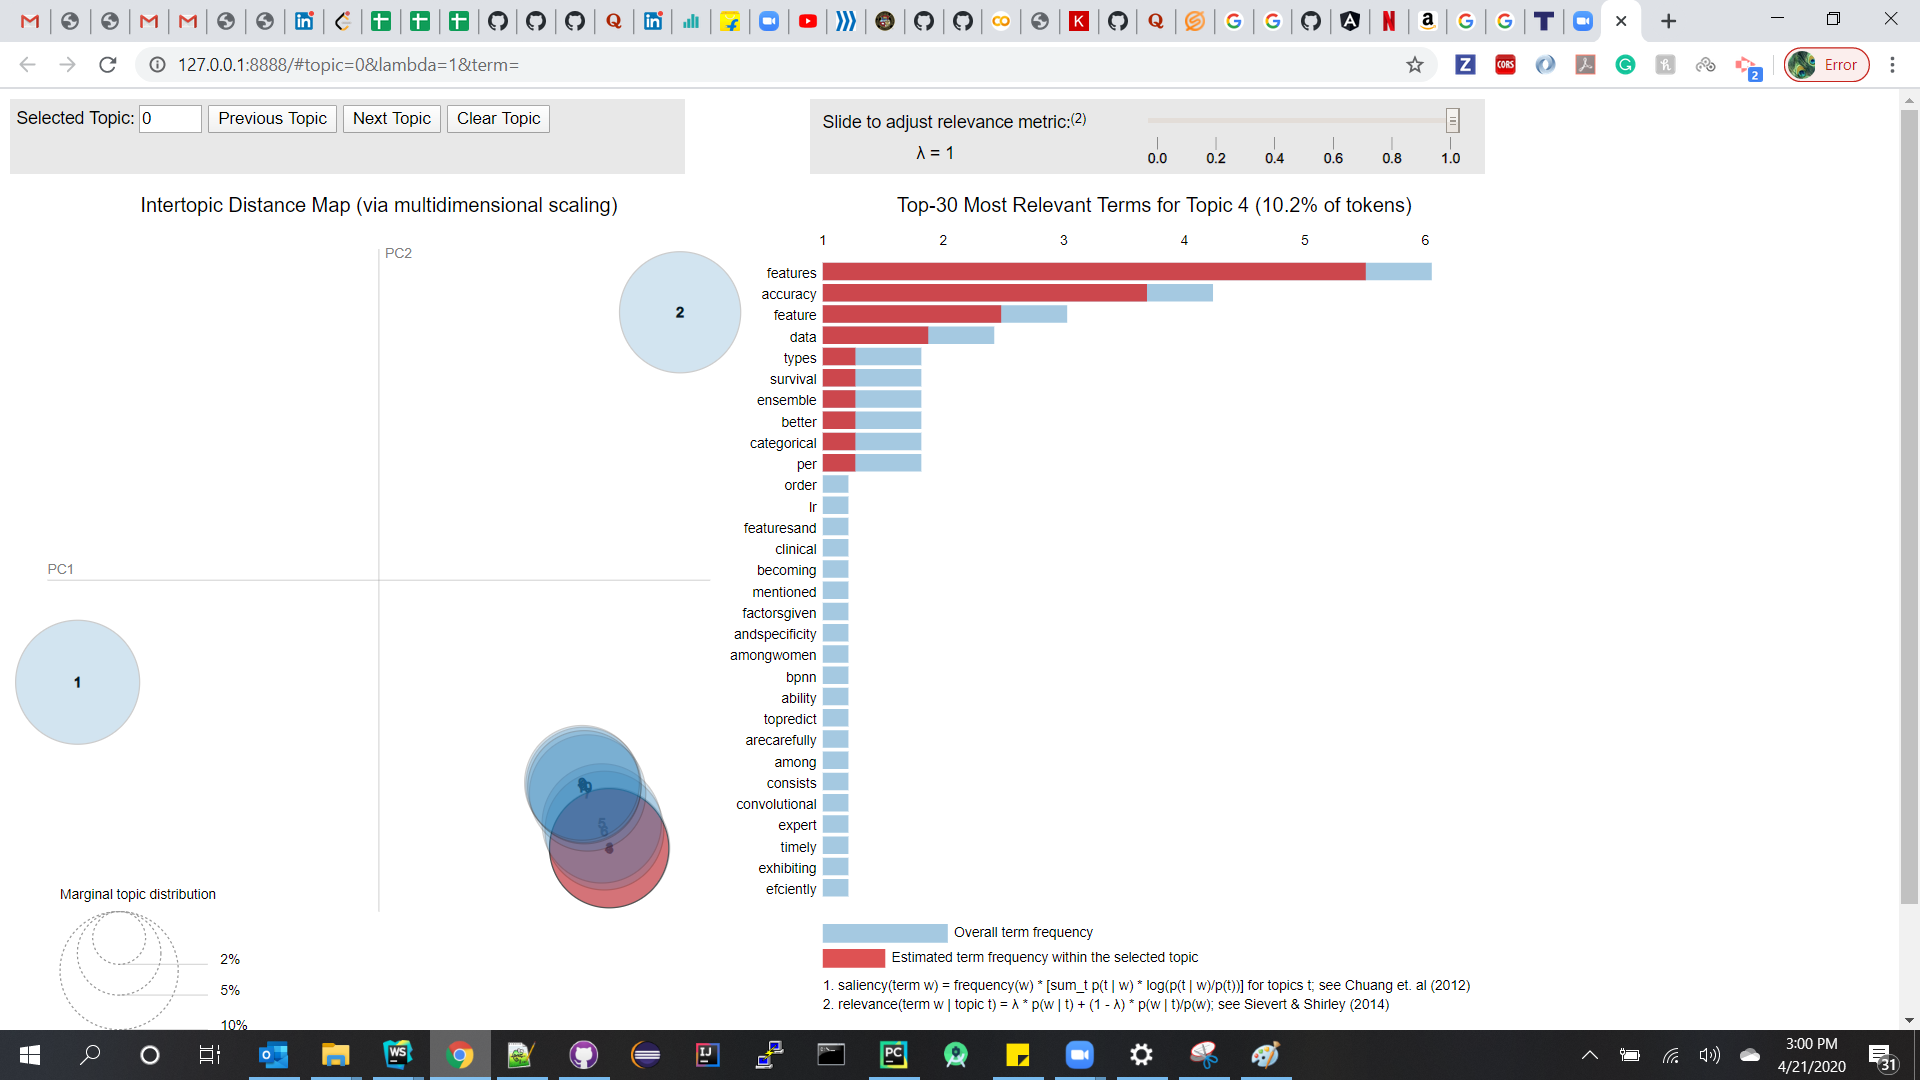 127.0.0.1:8888/#topic=0&lambda=1&term=
Error
Selected Topic: 0 Previous Topic Next Topic Clear Topic
Slide to adjust relevance metric:(2)
λ = 1
0.0 0.2 0.4 0.6 0.8 1.0
Intertopic Distance Map (via multidimensional scaling)
PC2
PC1
2
1
5
Marginal topic distribution
2%
5%
10%
Top-30 Most Relevant Terms for Topic 4 (10.2% of tokens)
1 2 3 4 5 6
features
accuracy
feature
data
types
survival
ensemble
better
categorical
per
order
lr
featuresand
clinical
becoming
mentioned
factorsgiven
andspecificity
amongwomen
bpnn
ability
topredict
arecarefully
among
consists
convolutional
expert
timely
exhibiting
efciently
Overall term frequency
Estimated term frequency within the selected topic
1. saliency(term w) = frequency(w) * [sum_t p(t | w) * log(p(t | w)/p(t))] for topics t; see Chuang et. al (2012)
2. relevance(term w | topic t) = λ * p(w | t) + (1 - λ) * p(w | t)/p(w); see Sievert & Shirley (2014)
3:00 PM
4/21/2020
31